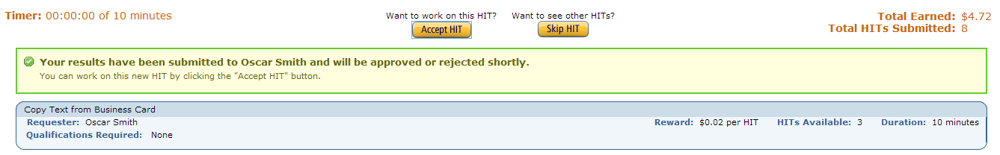 Timer: 00:00:00 of 10 minutes
Want to work on this HIT? Want to see other HITs?
Accept HIT Skip HIT
Total Earned: $4.72
Total HITs Submitted: 8
Your results have been submitted to Oscar Smith and will be approved or rejected shortly.
You can work on this new HIT by clicking the "Accept HIT" button.
Copy Text from Business Card
Requester: Oscar Smith Reward: $0.02 per HIT HITs Available: 3 Duration: 10 minutes
Qualifications Required: None